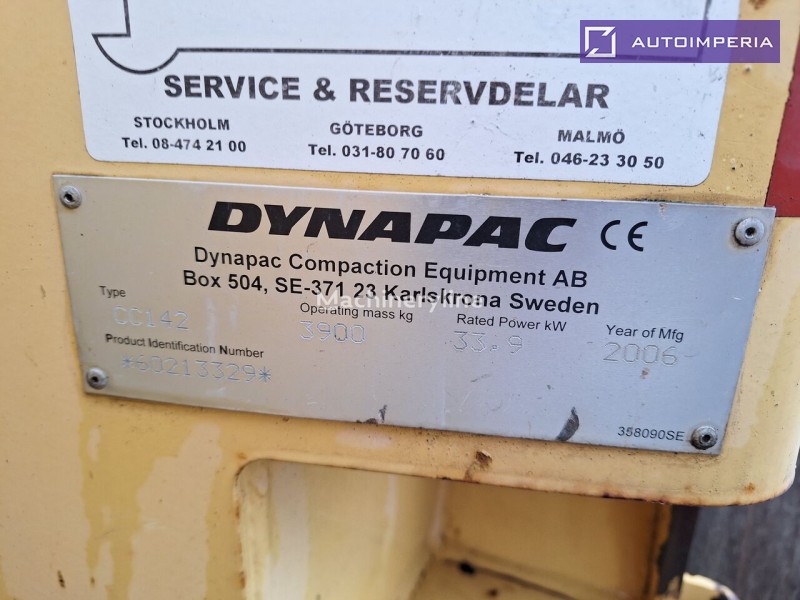 AUTOIMPERIA
SERVICE & RESERVDELAR
STOCKHOLM GÖTEBORG MALMÖ
Tel. 08-474 21 00 Tel. 031-80 70 60 Tel. 046-23 30 50
DYNAPAC CE
Dynapac Compaction Equipment AB
Box 504, SE-371 23 Karlskrona Sweden
Type Operating mass kg Rated Power kW Year of Mfg
CC142 3900 33.9 2006
Product Identification Number
*60213329*
358090SE